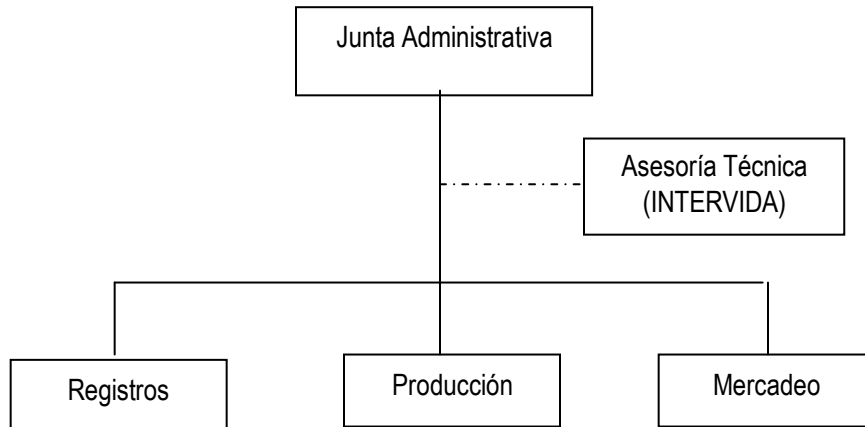 Junta Administrativa
Asesoría Técnica
(INTERVIDA)
Registros
Producción
Mercadeo